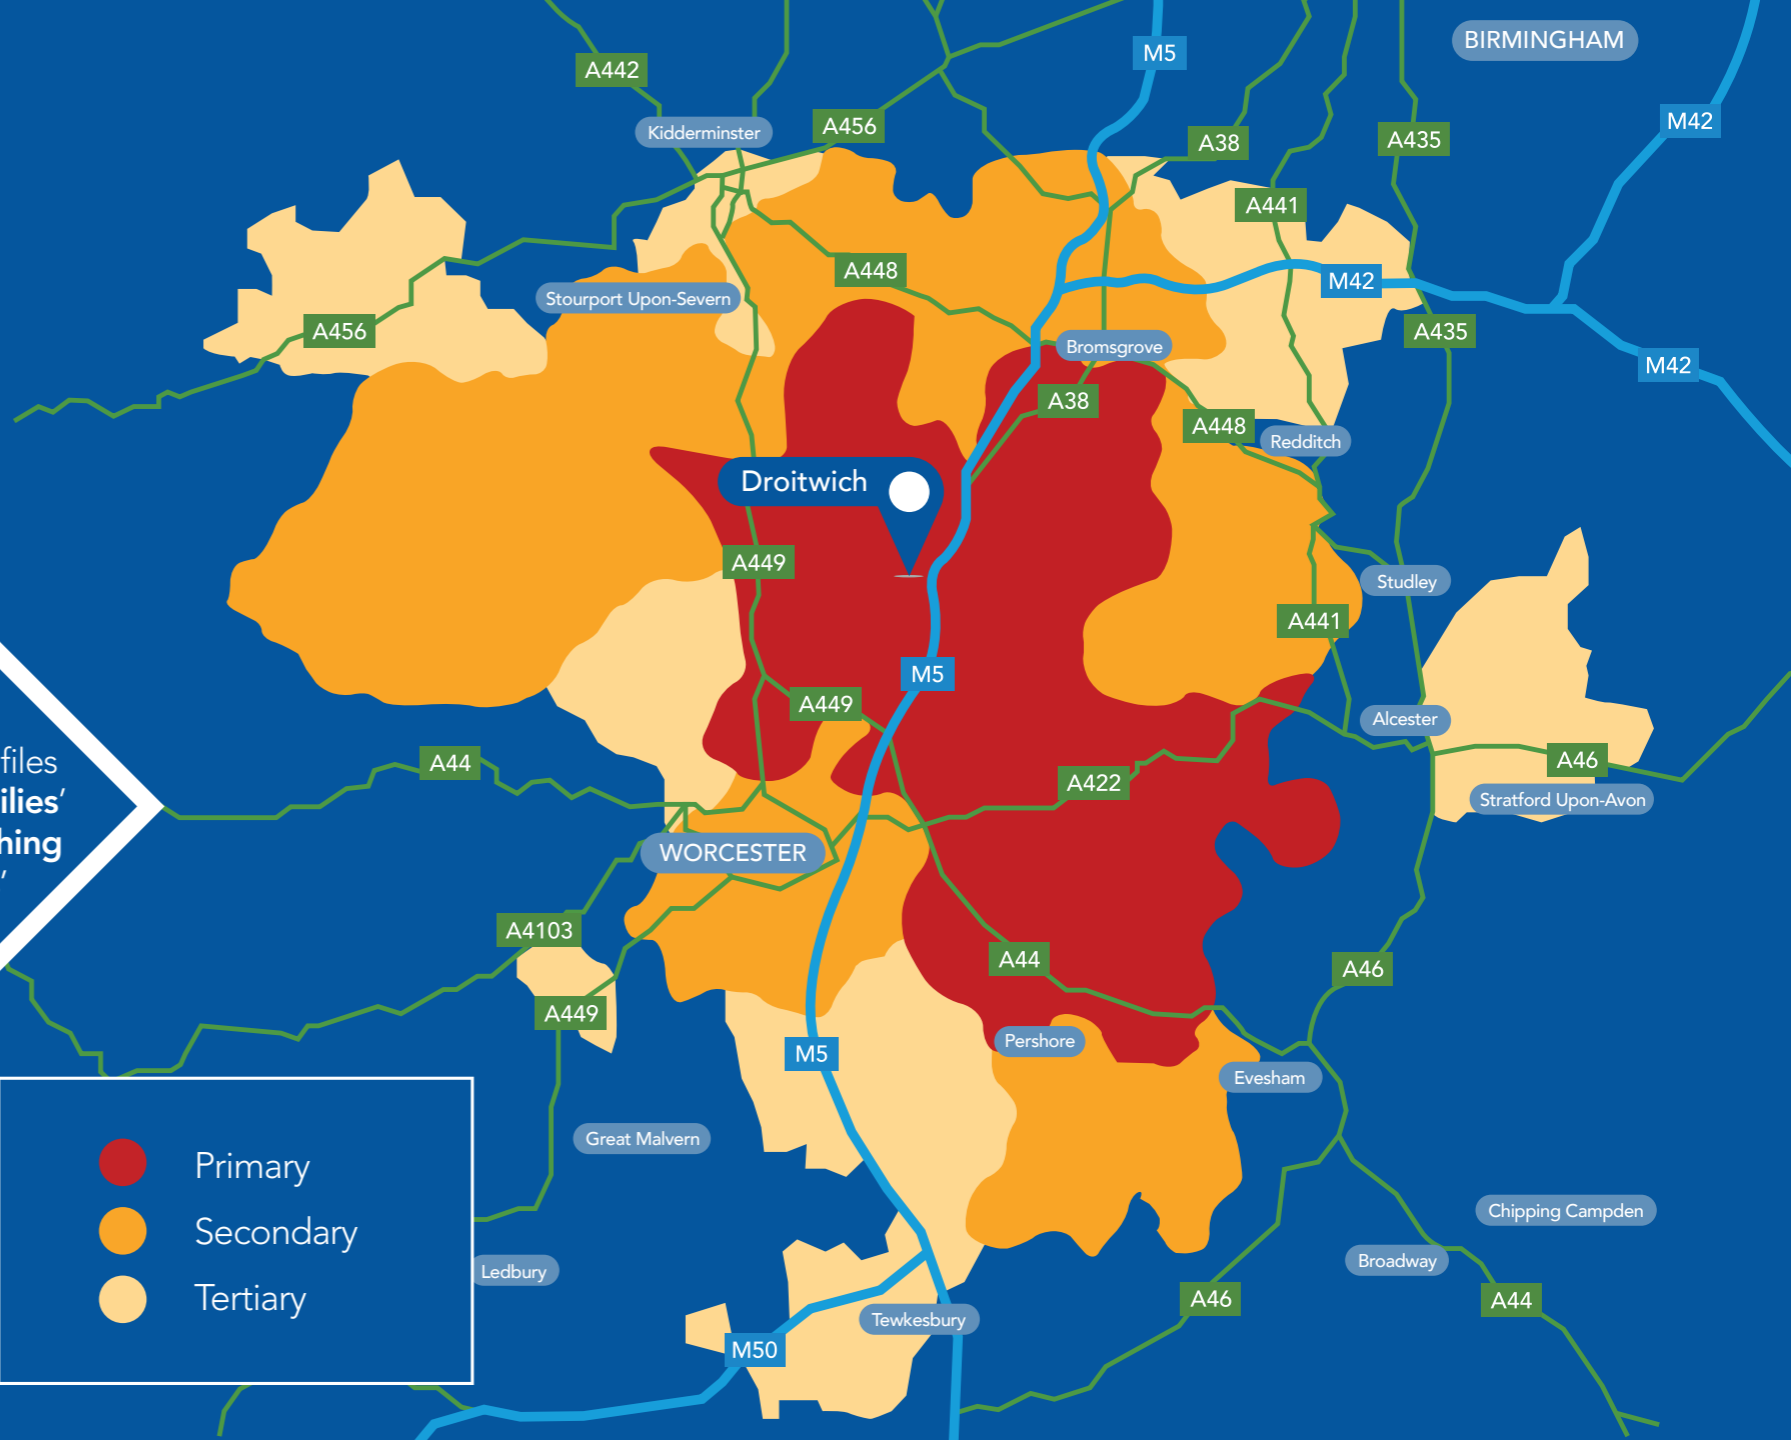 BIRMINGHAM
M5
A442
M42
Kidderminster
A456
A38
A435
A441
A448
M42
Stourport Upon-Severn
A456
A435
Bromsgrove
M42
A38
A448
Redditch
Droitwich
A449
Studley
A441
M5
A449
Alcester
files
A44
A46
ilies’
A422
Stratford Upon-Avon
hing
WORCESTER
’
A4103
A44
A46
A449
Pershore
M5
Evesham
Great Malvern
Primary
Chipping Campden
Secondary
Broadway
Ledbury
Tertiary
A46
A44
Tewkesbury
M50